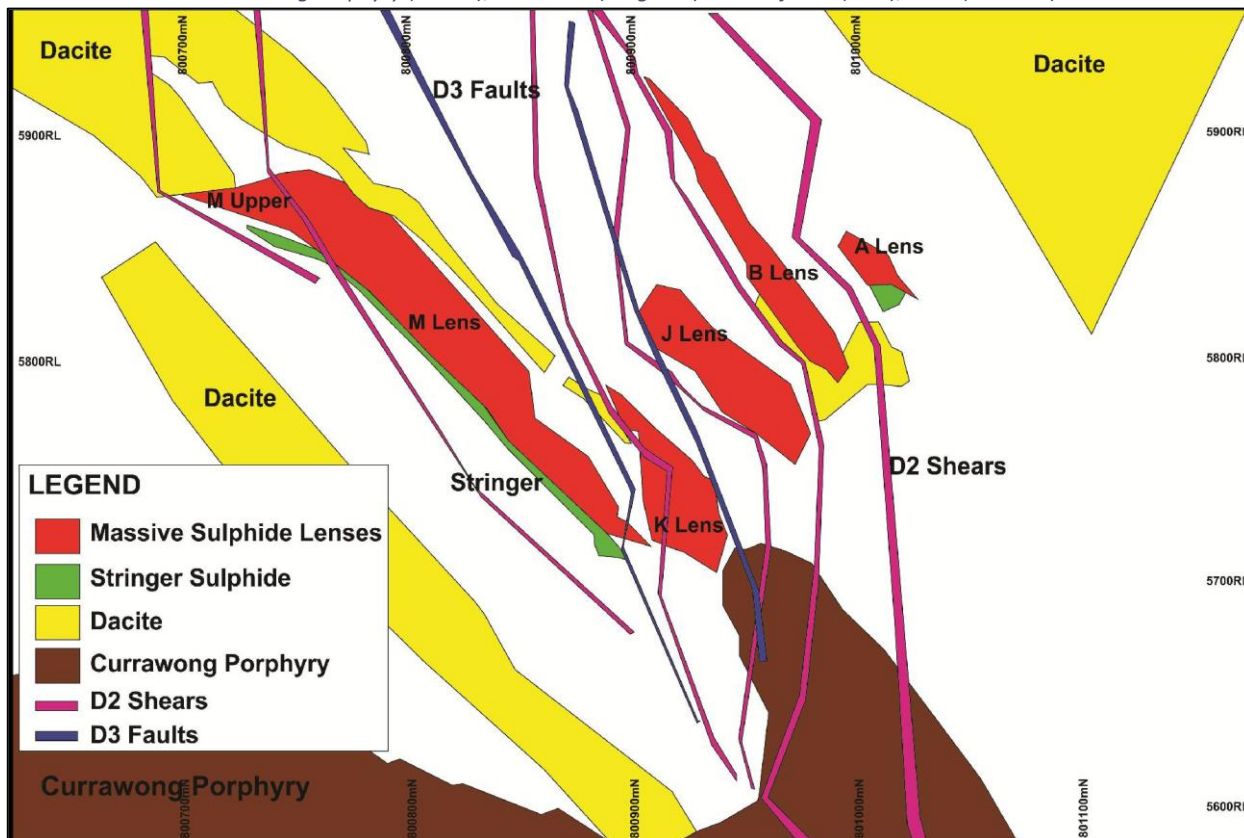 800700mN
800800mN
800900mN
801000mN
Dacite
D3 Faults
Dacite
5900RL
5900RL
M Upper
A Lens
B Lens
M Lens
J Lens
5800RL
5800RL
Dacite
D2 Shears
Stringer
K Lens
LEGEND
Massive Sulphide Lenses
Stringer Sulphide
Dacite
Currawong Porphyry
D2 Shears
D3 Faults
5700RL
Currawong Porphyry
800700mN
800800mN
800900mN
801000mN
801100mN
5600RL